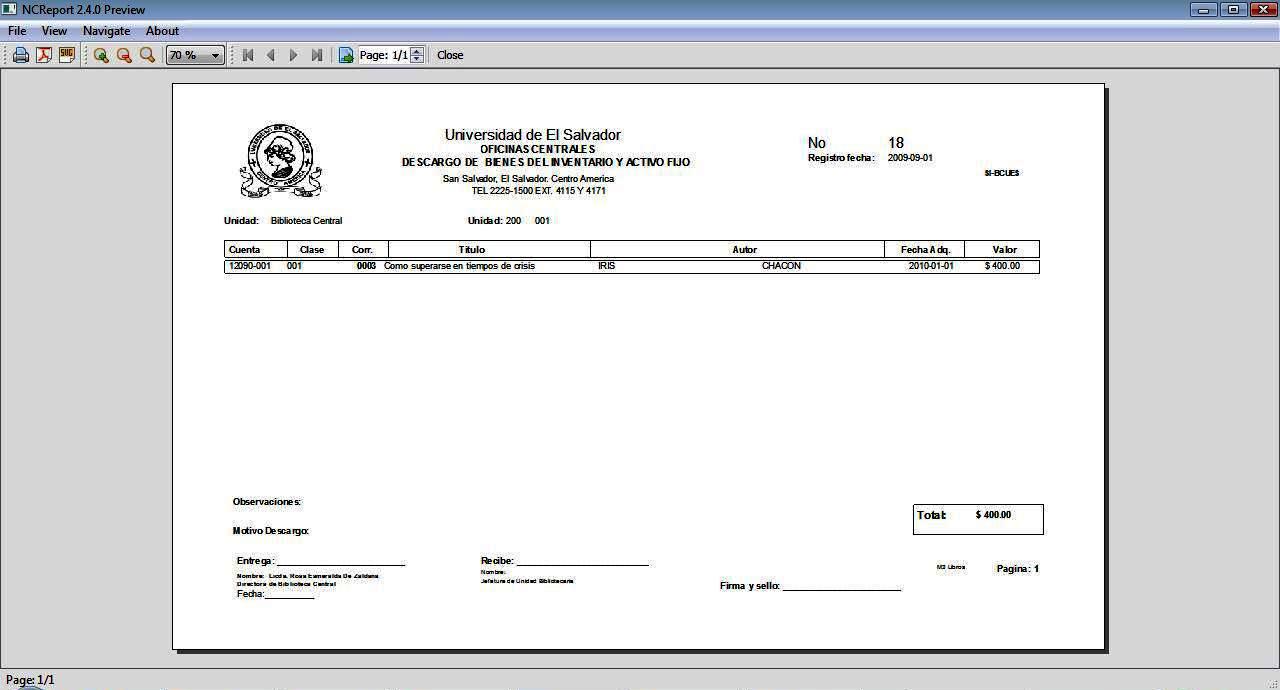 NCReport 2.4.0 Preview
File View Navigate About
SVG 70 % Page: 1/1 Close
Universidad de El Salvador
OFICINAS CENTRALES
DESCARGO DE BIENES DEL INVENTARIO Y ACTIVO FIJO
San Salvador, El Salvador. Centro America
TEL 2225-1500 EXT. 4115 Y 4171
No 18
Registro fecha: 2009-09-01
SI-BCUES
Unidad: Biblioteca Central Unidad: 200 001
Cuenta Clase Corr. Titulo Autor Fecha Adq. Valor
12090-001 001 0003 Como superarse en tiempos de crisis IRIS CHACON 2010-01-01 $ 400.00
Observaciones:
Total: $ 400.00
Motivo Descargo:
Entrega: Recibe:
Nombre: Licda. Rosa Esmeralda De Zaldana Nombre:
Directora de Biblioteca Central Jefatura de Unidad Bibliotecaria
Fecha: Firma y sello:
M3 Libros Pagina: 1
Page: 1/1